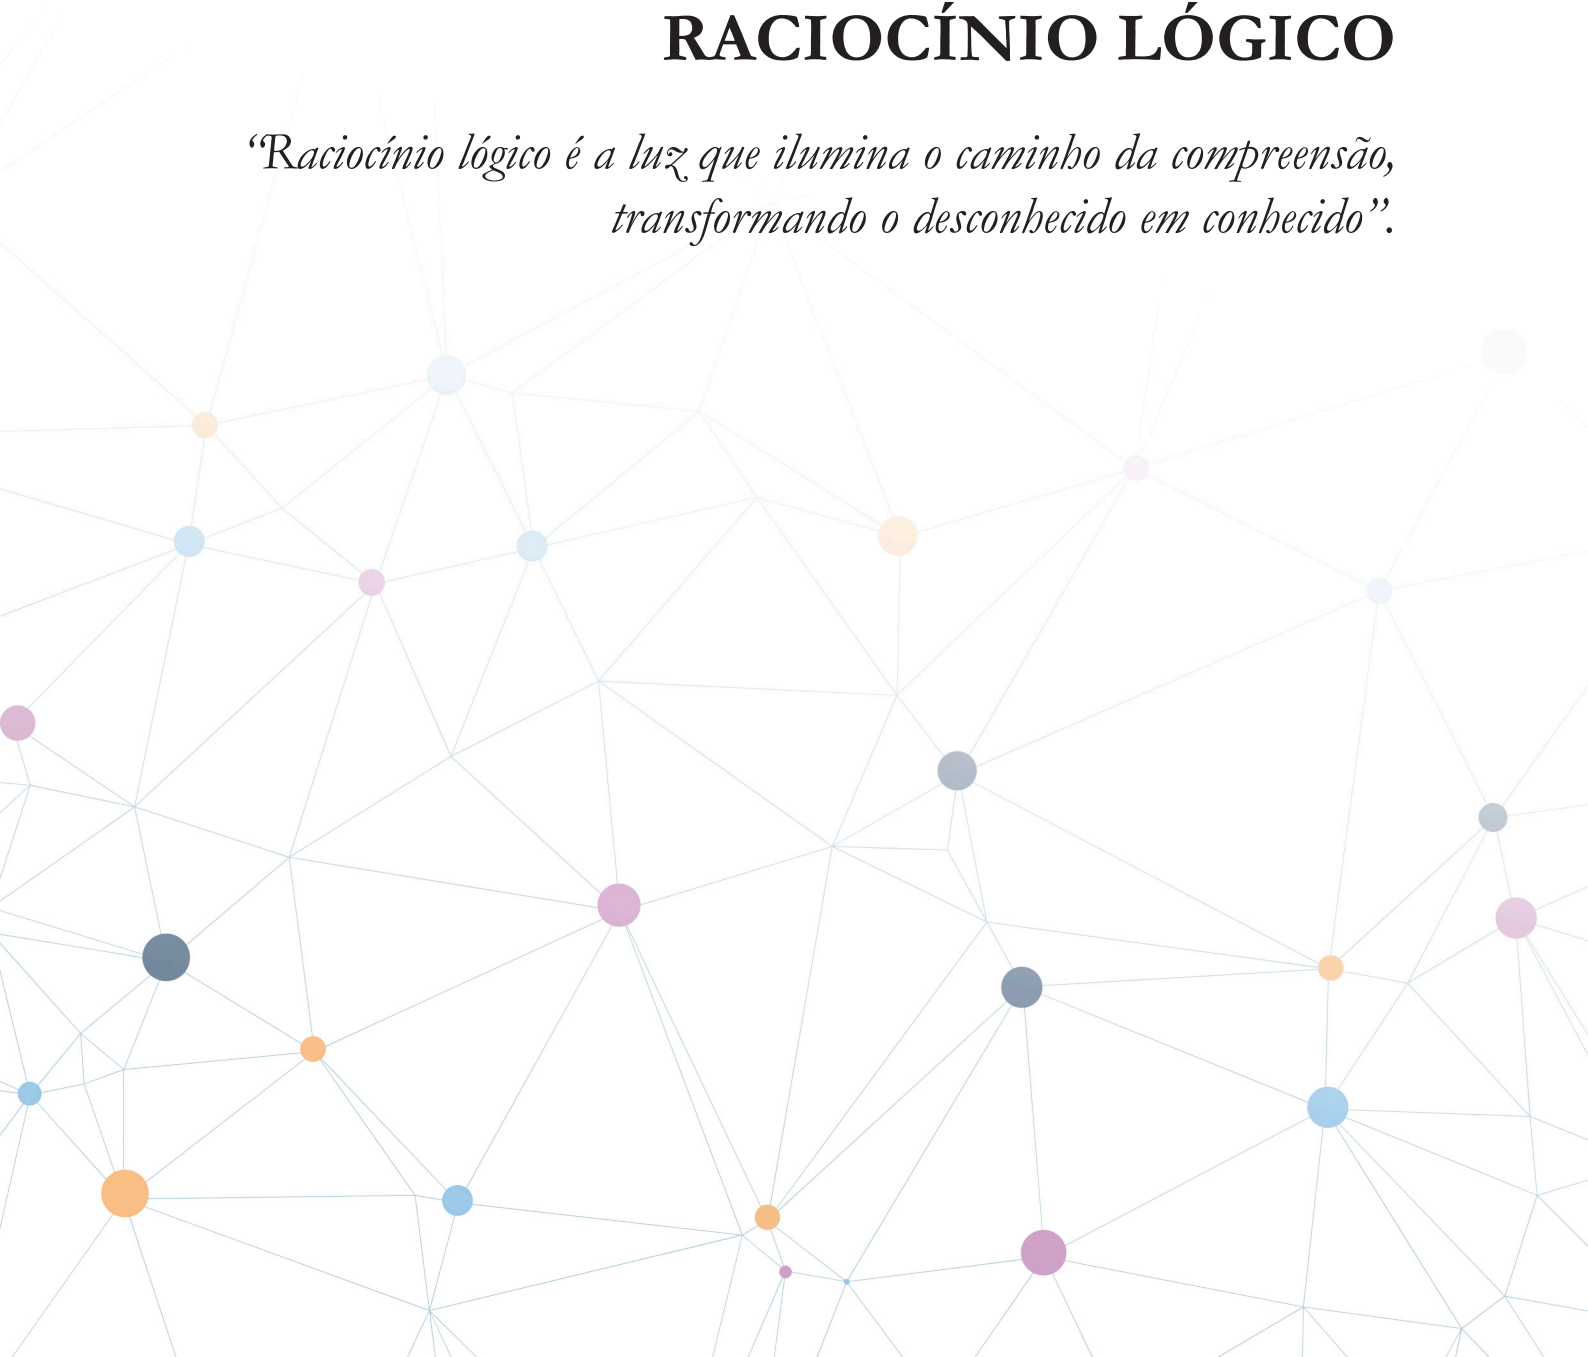 RACIOCÍNIO LÓGICO
“Raciocínio lógico é a luz que ilumina o caminho da compreensão,
transformando o desconhecido em conhecido”.